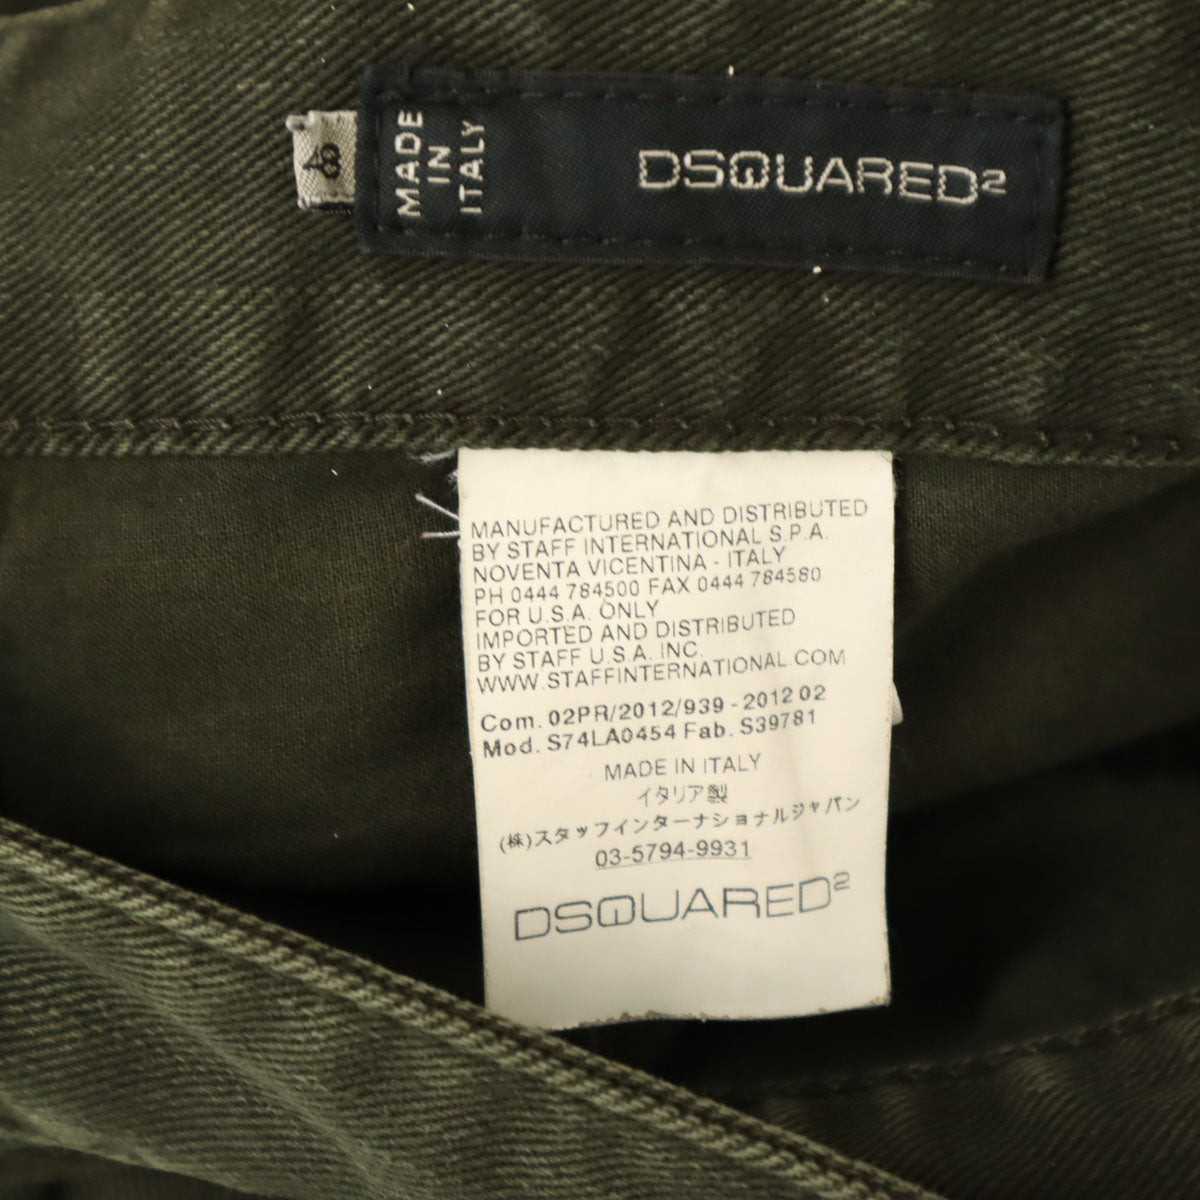 48
MADE
IN
ITALY
DSQUARED2
MANUFACTURED AND DISTRIBUTED
BY STAFF INTERNATIONAL S.P.A.
NOVENTA VICENTINA - ITALY
PH 0444 784500 FAX 0444 784580
FOR U.S.A. ONLY
IMPORTED AND DISTRIBUTED
BY STAFF U.S.A. INC.
WWW.STAFFINTERNATIONAL.COM
Com. 02PR/2012/939 - 2012 02
Mod. S74LA0454 Fab. S39781
MADE IN ITALY
イタリア製
(株)スタッフインターナショナルジャパン
03-5794-9931
DSQUARED2